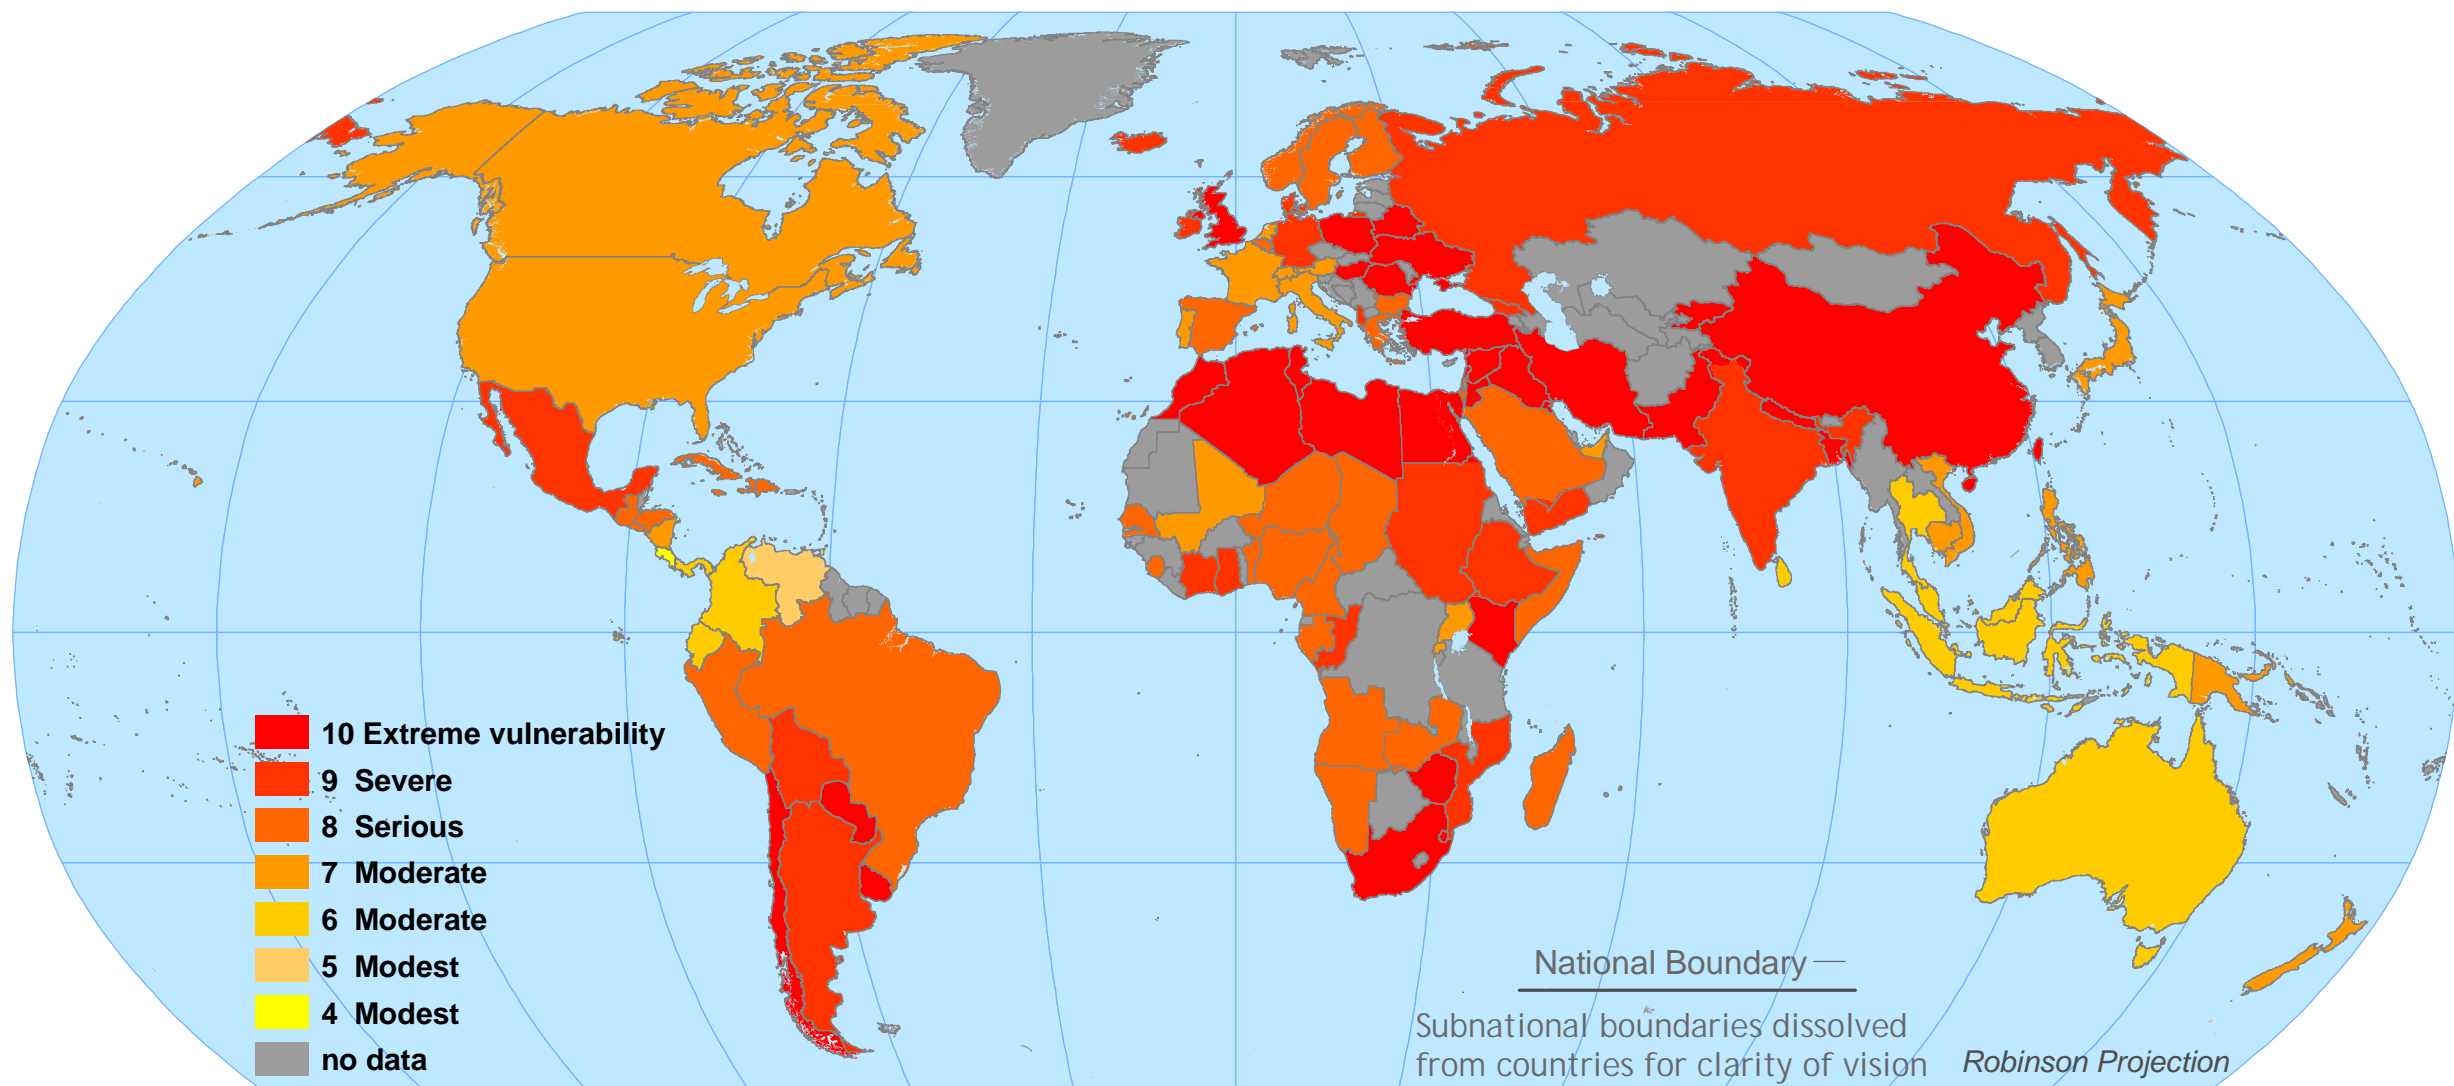 10 Extreme vulnerability
9 Severe
8 Serious
7 Moderate
6 Moderate
5 Modest
4 Modest
no data
National Boundary
Subnational boundaries dissolved
from countries for clarity of vision
Robinson Projection